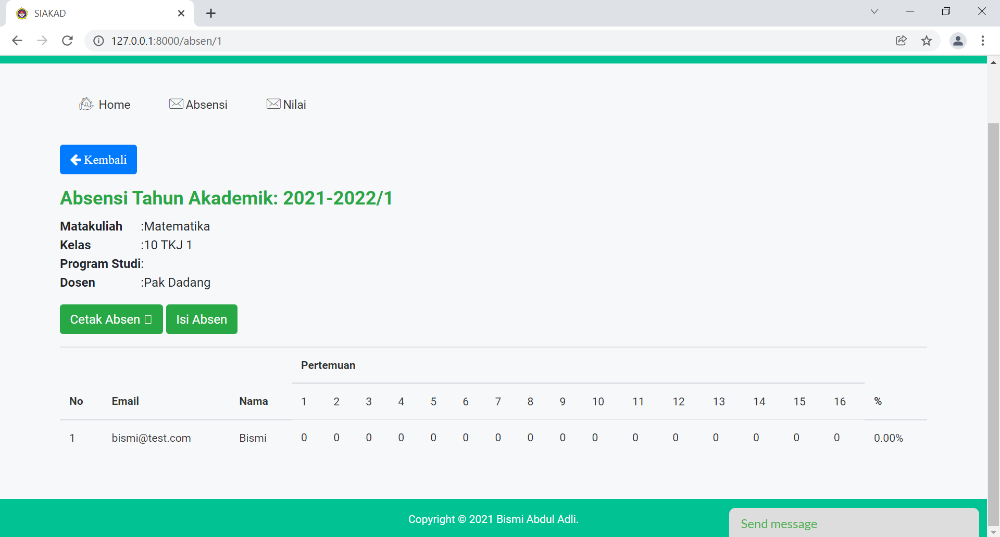 SIAKAD
127.0.0.1:8000/absen/1
Home Absensi Nilai
Kembali
Absensi Tahun Akademik: 2021-2022/1
Matakuliah :Matematika
Kelas :10 TKJ 1
Program Studi:
Dosen :Pak Dadang
Cetak Absen Isi Absen
Pertemuan
No Email Nama 1 2 3 4 5 6 7 8 9 10 11 12 13 14 15 16 %
1 bismi@test.com Bismi 0 0 0 0 0 0 0 0 0 0 0 0 0 0 0 0 0.00%
Copyright © 2021 Bismi Abdul Adli.
Send message